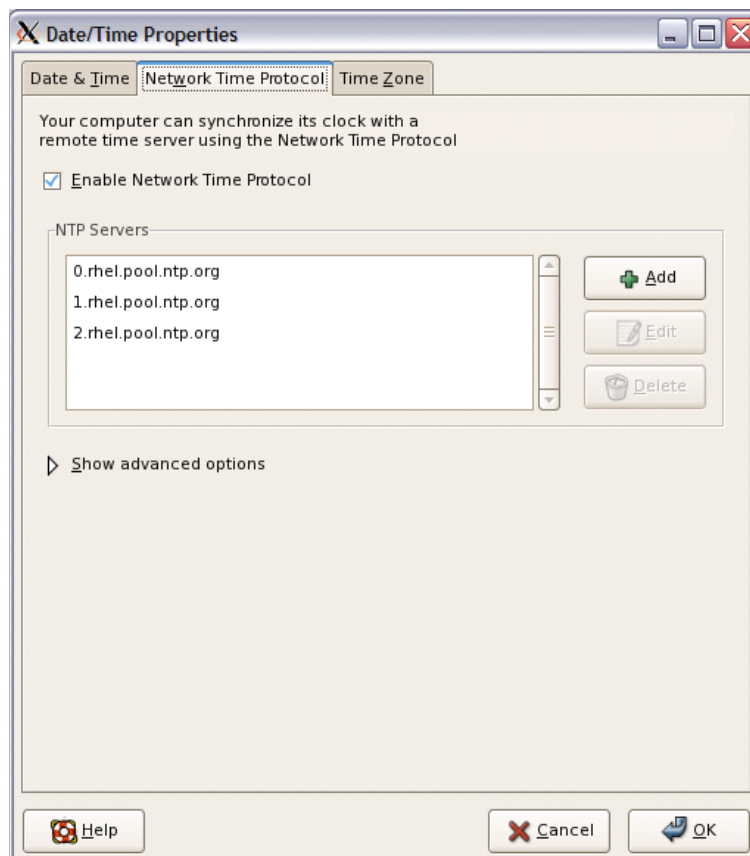 Date/Time Properties
Date & Time Network Time Protocol Time Zone
Your computer can synchronize its clock with a
remote time server using the Network Time Protocol
Enable Network Time Protocol
NTP Servers
0.rhel.pool.ntp.org
1.rhel.pool.ntp.org
2.rhel.pool.ntp.org
Add
Edit
Delete
Show advanced options
Help Cancel OK